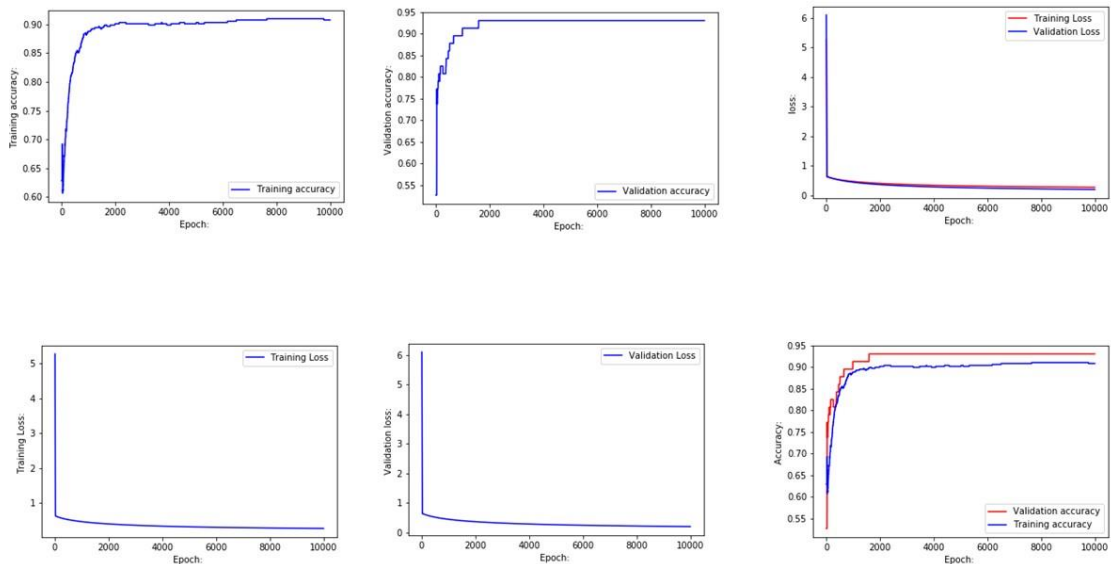 Training accuracy:
0.90
0.85
0.80
0.75
0.70
0.65
0.60
Training accuracy
0 2000 4000 6000 8000 10000
Epoch:
Validation accuracy:
0.95
0.90
0.85
0.80
0.75
0.70
0.65
0.60
0.55
Validation accuracy
0 2000 4000 6000 8000 10000
Epoch:
loss:
6
5
4
3
2
1
0
Training Loss
Validation Loss
0 2000 4000 6000 8000 10000
Epoch:
Training Loss:
5
4
3
2
1
Training Loss
0 2000 4000 6000 8000 10000
Epoch:
Validation loss:
6
5
4
3
2
1
0
Validation Loss
0 2000 4000 6000 8000 10000
Epoch:
Accuracy:
0.95
0.90
0.85
0.80
0.75
0.70
0.65
0.60
0.55
Validation accuracy
Training accuracy
0 2000 4000 6000 8000 10000
Epoch: